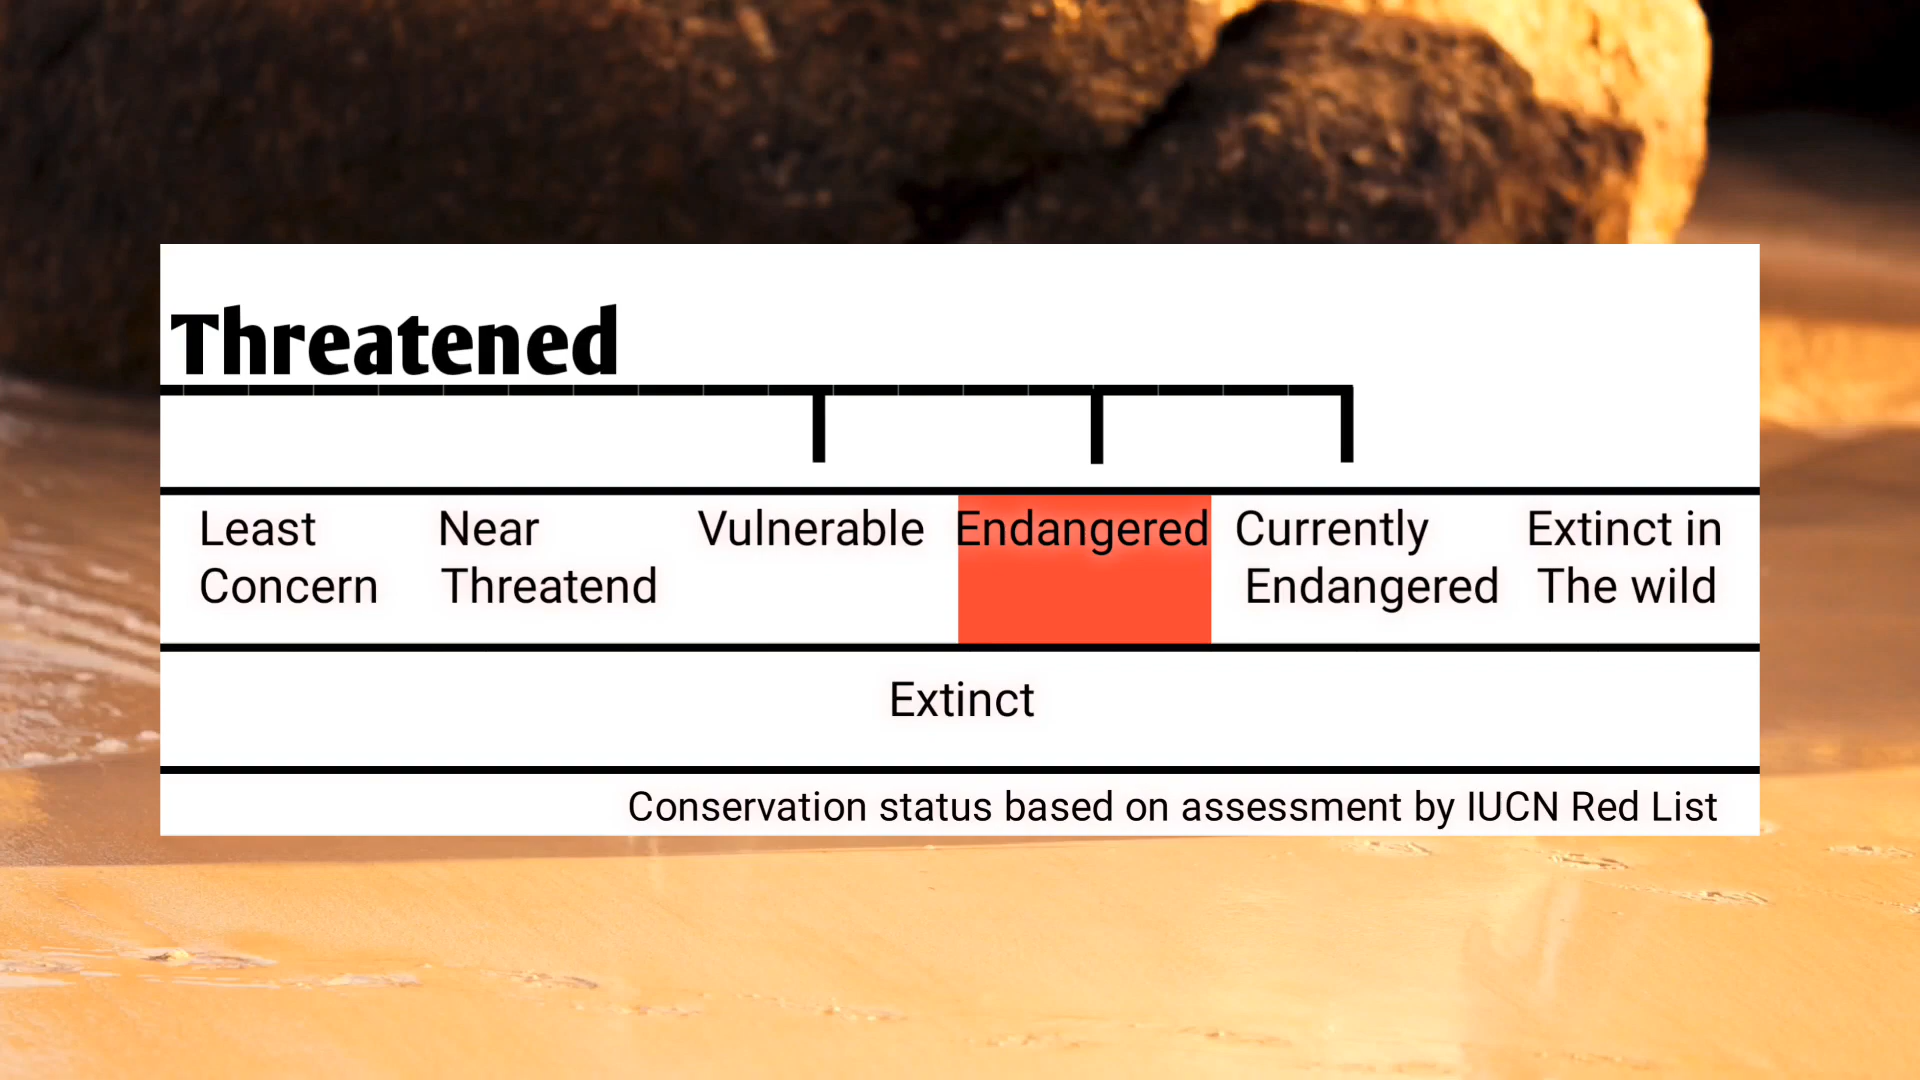 Threatened
Least Near Vulnerable Endangered Currently Extinct in
Concern Threatend Endangered The wild
Extinct
Conservation status based on assessment by IUCN Red List